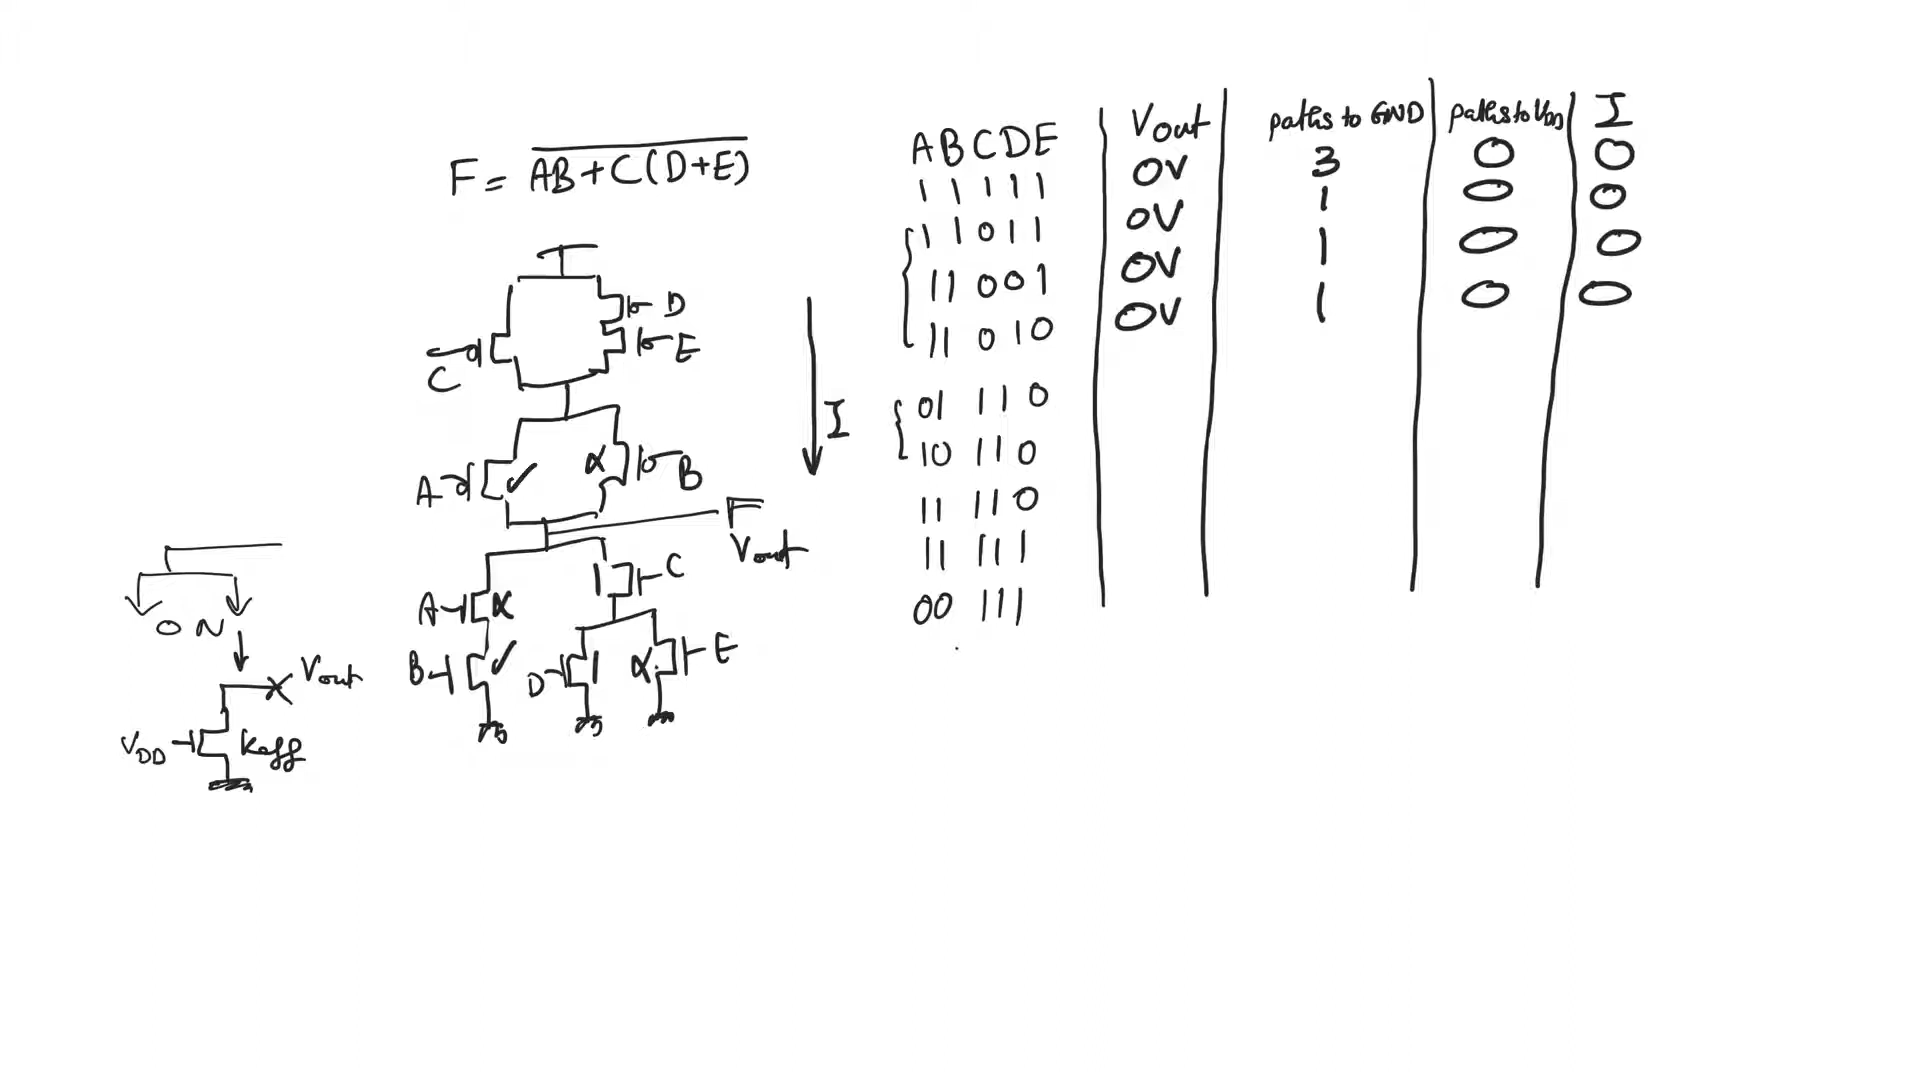 F = \overline{AB+C(D+E)}
D
E
C
A
B
I
F
Vout
A
C
B
D
E
ON
Vout
VDD
Keff
ABCDE | Vout | paths to GND | paths to VDD | I
11111 | 0V | 3 | 0 | 0
11011 | 0V | 1 | 0 | 0
11001 | 0V | 1 | 0 | 0
11010 | 0V | 1 | 0 | 0
01110
10110
11110
11111
00111